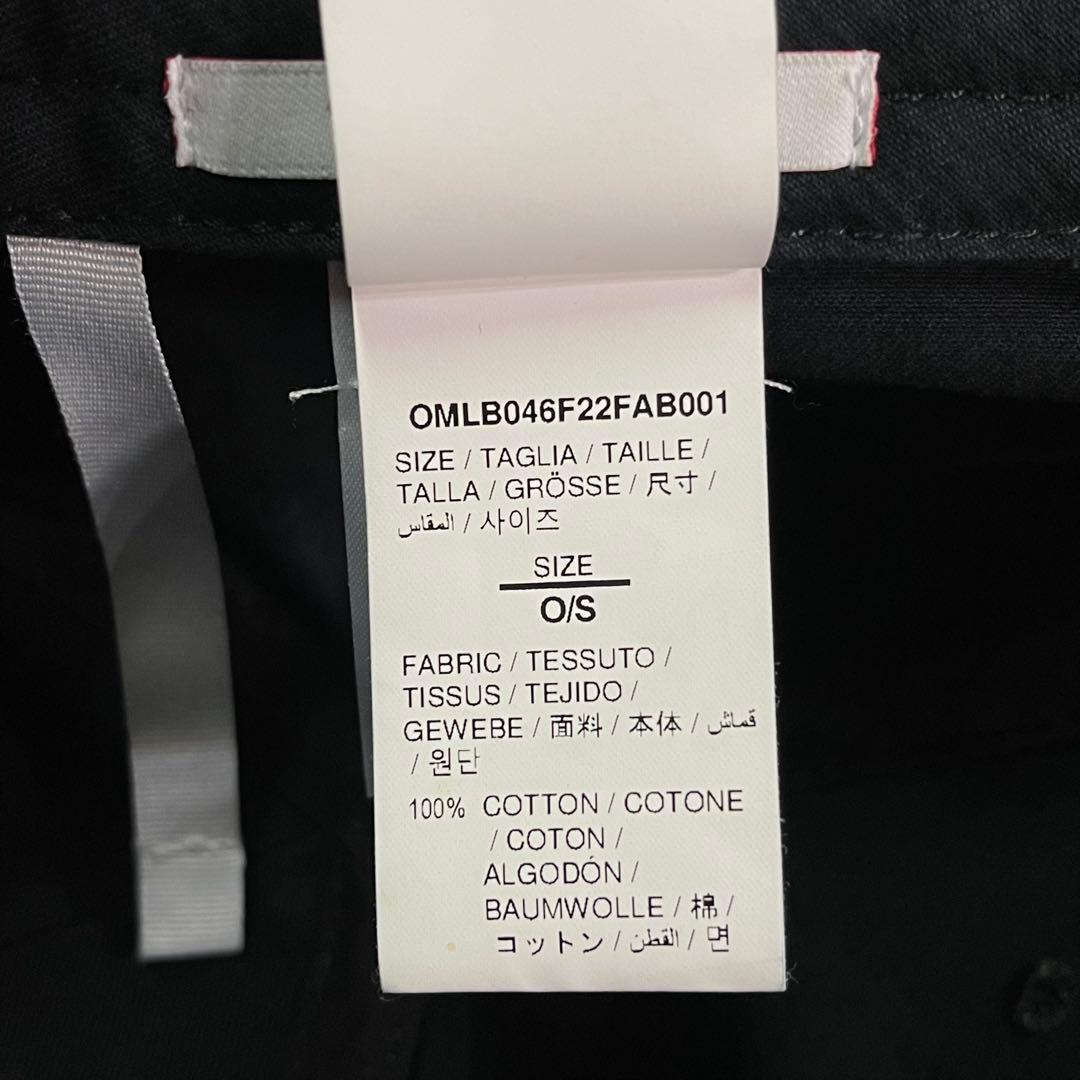 OMLB046F22FAB001
SIZE / TAGLIA / TAILLE /
TALLA / GRÖSSE / 尺寸 /
المقاس / 사이즈
SIZE
O/S
FABRIC / TESSUTO /
TISSUS / TEJIDO /
GEWEBE / 面料 / 本体 / قماش
/ 원단
100% COTTON / COTONE
/ COTON /
ALGODÓN /
BAUMWOLLE / 棉 /
コットン / القطن / 면